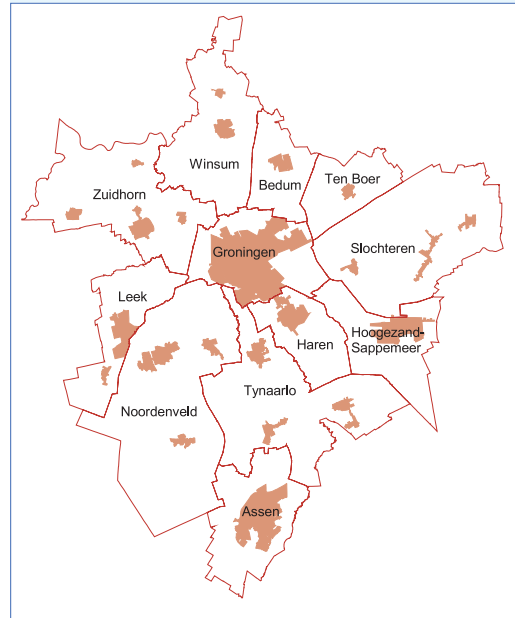 Winsum
Bedum
Ten Boer
Zuidhorn
Slochteren
Groningen
Leek
Haren
Hoogezand-
Sappemeer
Tynaarlo
Noordenveld
Assen